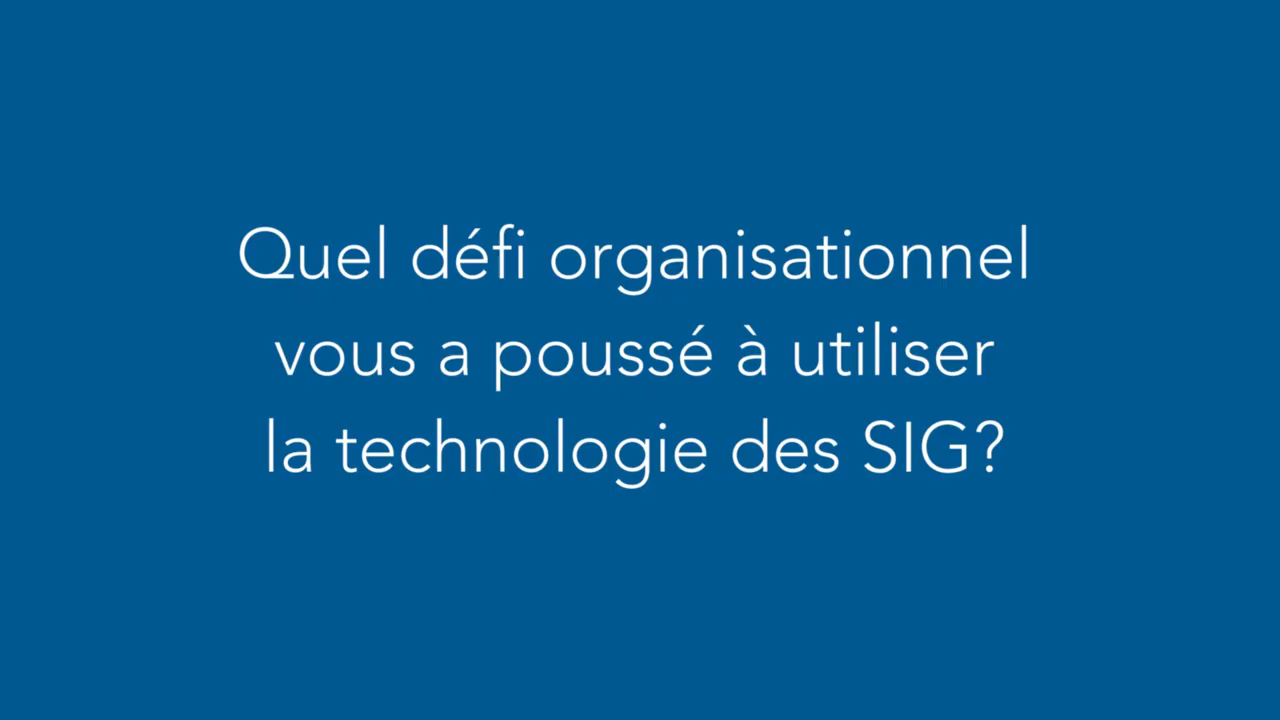 Quel défi organisationnel
vous a poussé à utiliser
la technologie des SIG?